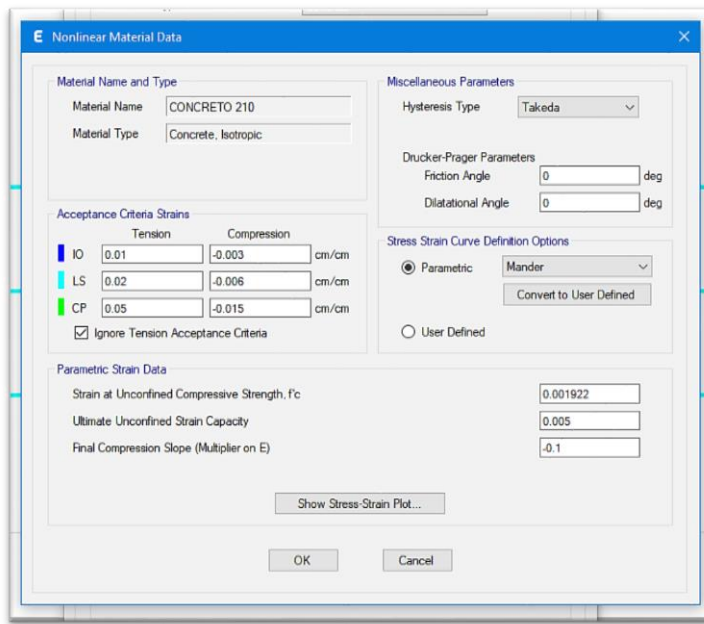 E Nonlinear Material Data
Material Name and Type
Material Name CONCRETO 210
Material Type Concrete, Isotropic
Miscellaneous Parameters
Hysteresis Type Takeda
Drucker-Prager Parameters
Friction Angle 0 deg
Dilatational Angle 0 deg
Acceptance Criteria Strains
Tension Compression
IO 0.01 -0.003 cm/cm
LS 0.02 -0.006 cm/cm
CP 0.05 -0.015 cm/cm
Ignore Tension Acceptance Criteria
Stress Strain Curve Definition Options
Parametric Mander
Convert to User Defined
User Defined
Parametric Strain Data
Strain at Unconfined Compressive Strength, f'c 0.001922
Ultimate Unconfined Strain Capacity 0.005
Final Compression Slope (Multiplier on E) -0.1
Show Stress-Strain Plot...
OK Cancel